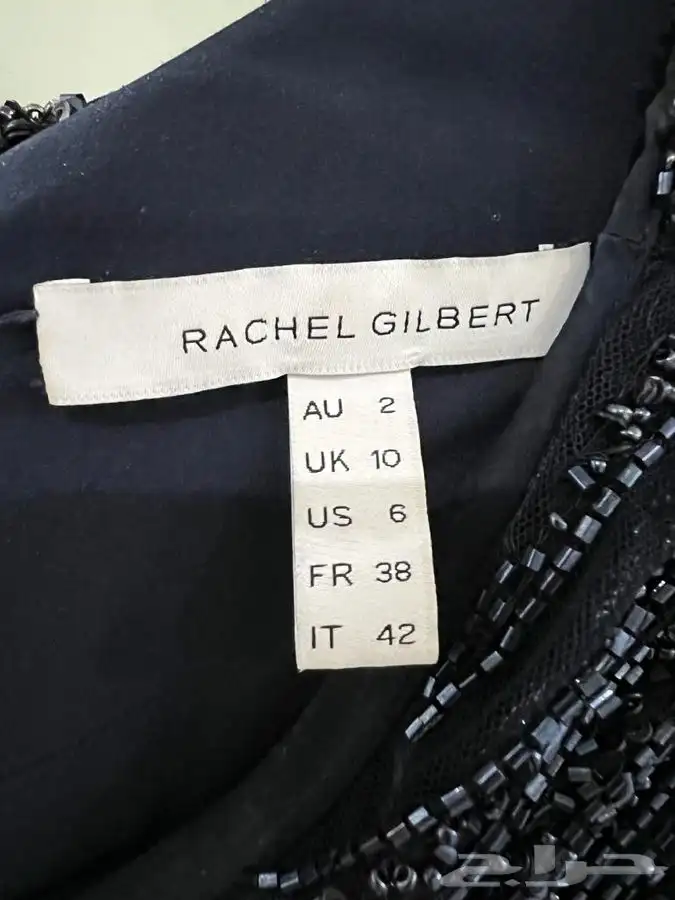 RACHEL GILBERT
AU 2
UK 10
US 6
FR 38
IT 42
حراج